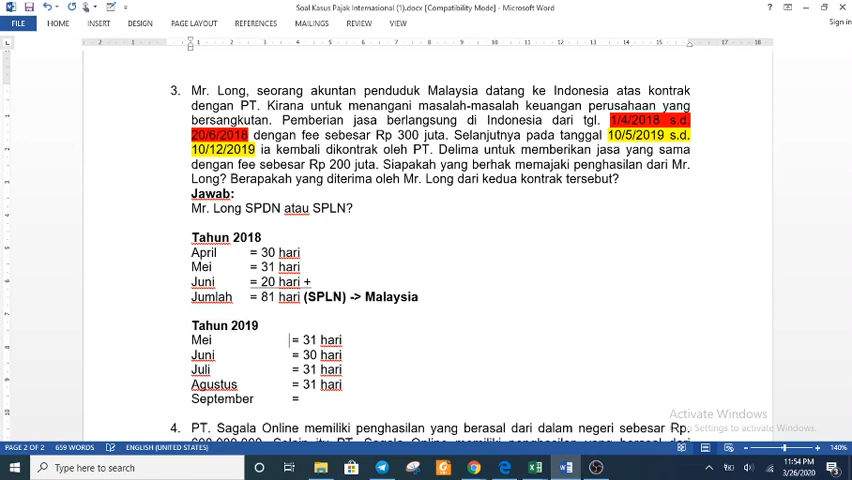 Soal Kasus Pajak Internasional (1).docx [Compatibility Mode] - Microsoft Word
FILE HOME INSERT DESIGN PAGE LAYOUT REFERENCES MAILINGS REVIEW VIEW Sign in
3. Mr. Long, seorang akuntan penduduk Malaysia datang ke Indonesia atas kontrak
dengan PT. Kirana untuk menangani masalah-masalah keuangan perusahaan yang
bersangkutan. Pemberian jasa berlangsung di Indonesia dari tgl. 1/4/2018 s.d.
20/6/2018 dengan fee sebesar Rp 300 juta. Selanjutnya pada tanggal 10/5/2019 s.d.
10/12/2019 ia kembali dikontrak oleh PT. Delima untuk memberikan jasa yang sama
dengan fee sebesar Rp 200 juta. Siapakah yang berhak memajaki penghasilan dari Mr.
Long? Berapakah yang diterima oleh Mr. Long dari kedua kontrak tersebut?
Jawab:
Mr. Long SPDN atau SPLN?
Tahun 2018
April = 30 hari
Mei = 31 hari
Juni = 20 hari +
Jumlah = 81 hari (SPLN) -> Malaysia
Tahun 2019
Mei = 31 hari
Juni = 30 hari
Juli = 31 hari
Agustus = 31 hari
September =
4. PT. Sagala Online memiliki penghasilan yang berasal dari dalam negeri sebesar Rp.
Activate Windows
Settings to activate Windows.
PAGE 2 OF 2 659 WORDS ENGLISH (UNITED STATES) 140%
Type here to search
11:54 PM
3/26/2020